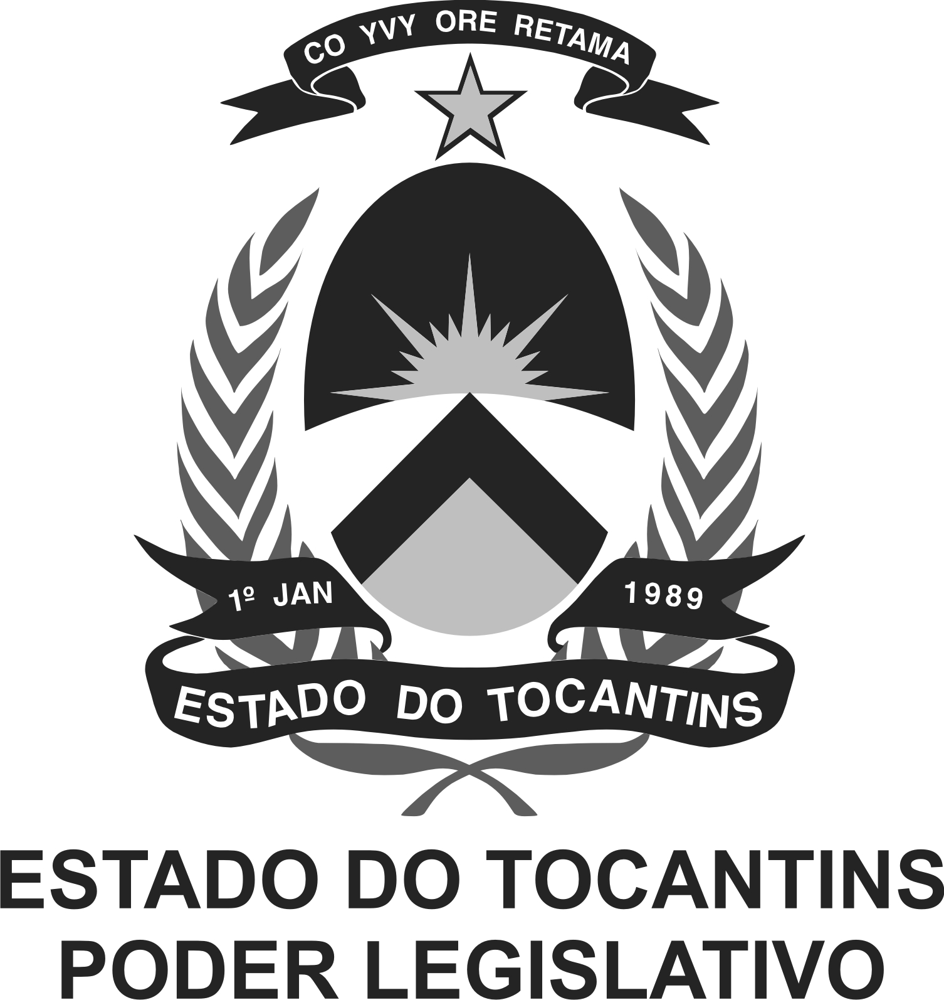 CO YVY ORE RETAMA
1º JAN 1989
ESTADO DO TOCANTINS
ESTADO DO TOCANTINS
PODER LEGISLATIVO